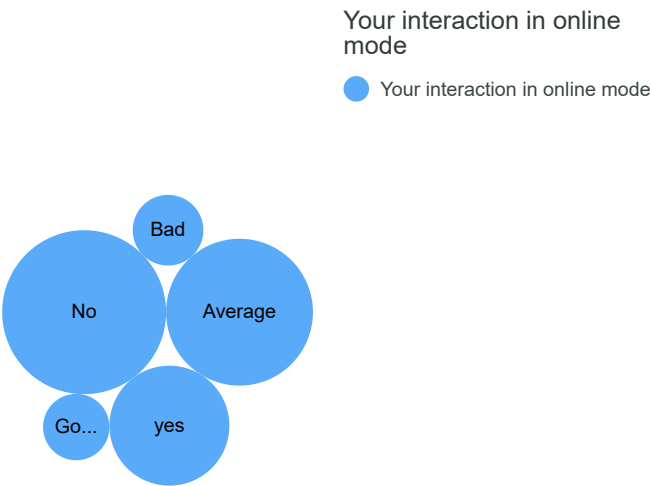 Your interaction in online
mode
Your interaction in online mode
Bad
No
Average
Go...
yes